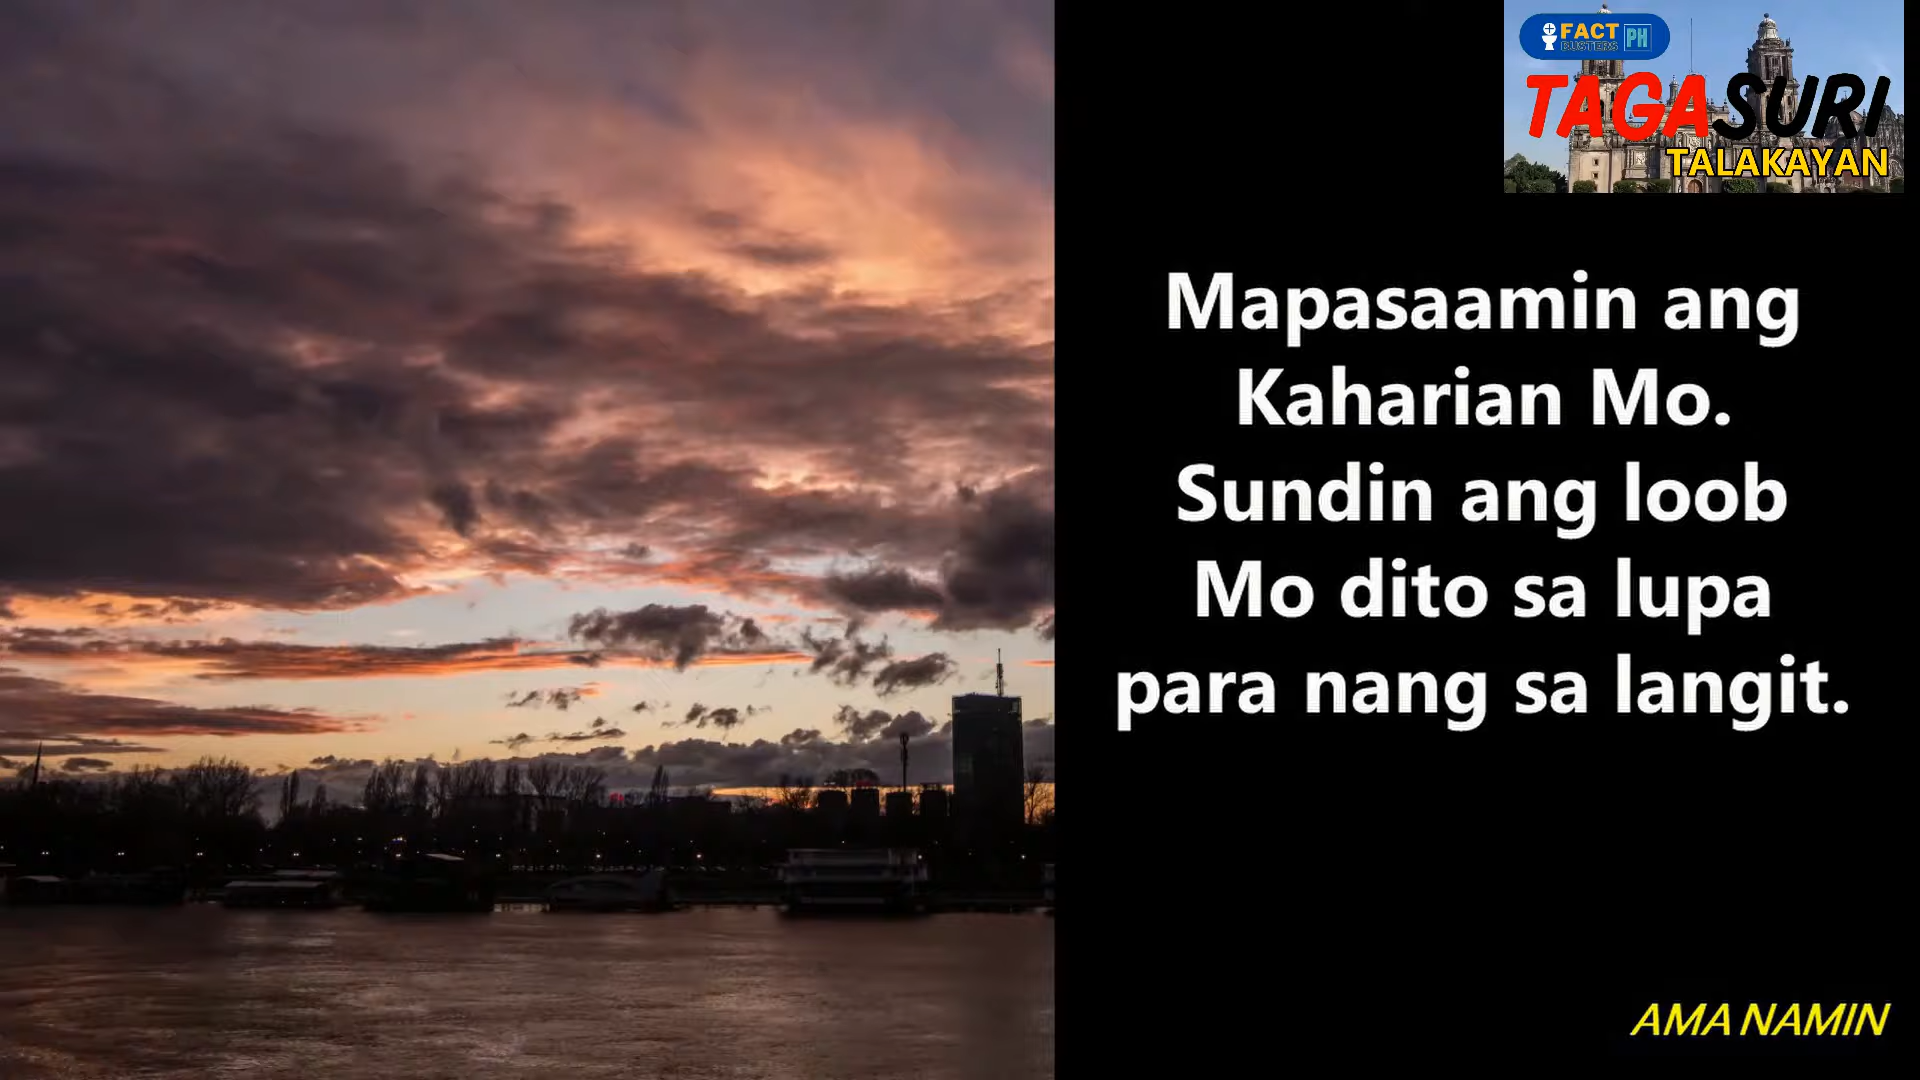 FACT
BUSTERS
PH
TAGASURI
TALAKAYAN
Mapasaamin ang
Kaharian Mo.
Sundin ang loob
Mo dito sa lupa
para nang sa langit.
AMA NAMIN